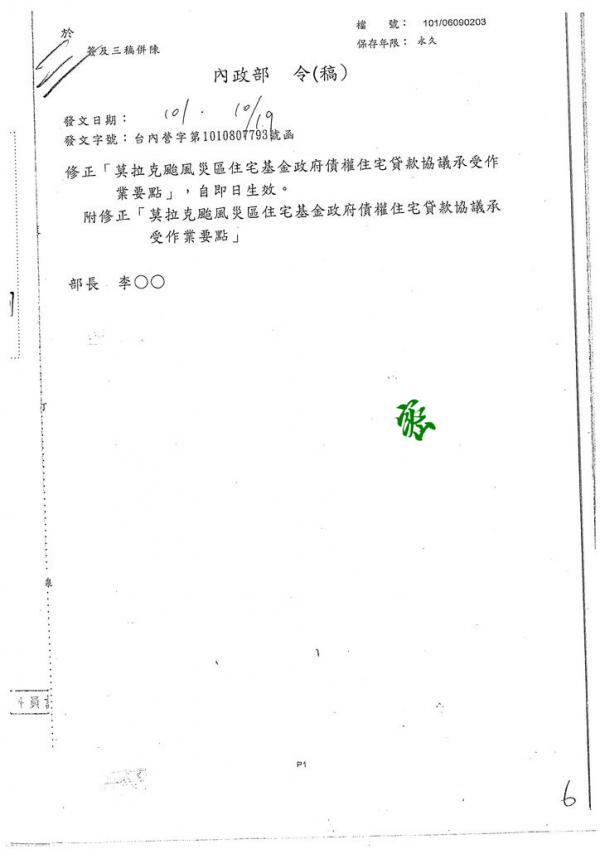 檔 號： 101/06090203
保存年限： 永久
於
簽及三稿併陳
內政部 令(稿)
發文日期： 101. 10/19
發文字號：台內營字第1010807793號函
修正「莫拉克颱風災區住宅基金政府債權住宅貸款協議承受作
業要點」，自即日生效。
附修正「莫拉克颱風災區住宅基金政府債權住宅貸款協議承
受作業要點」
部長 李○○
P1
6